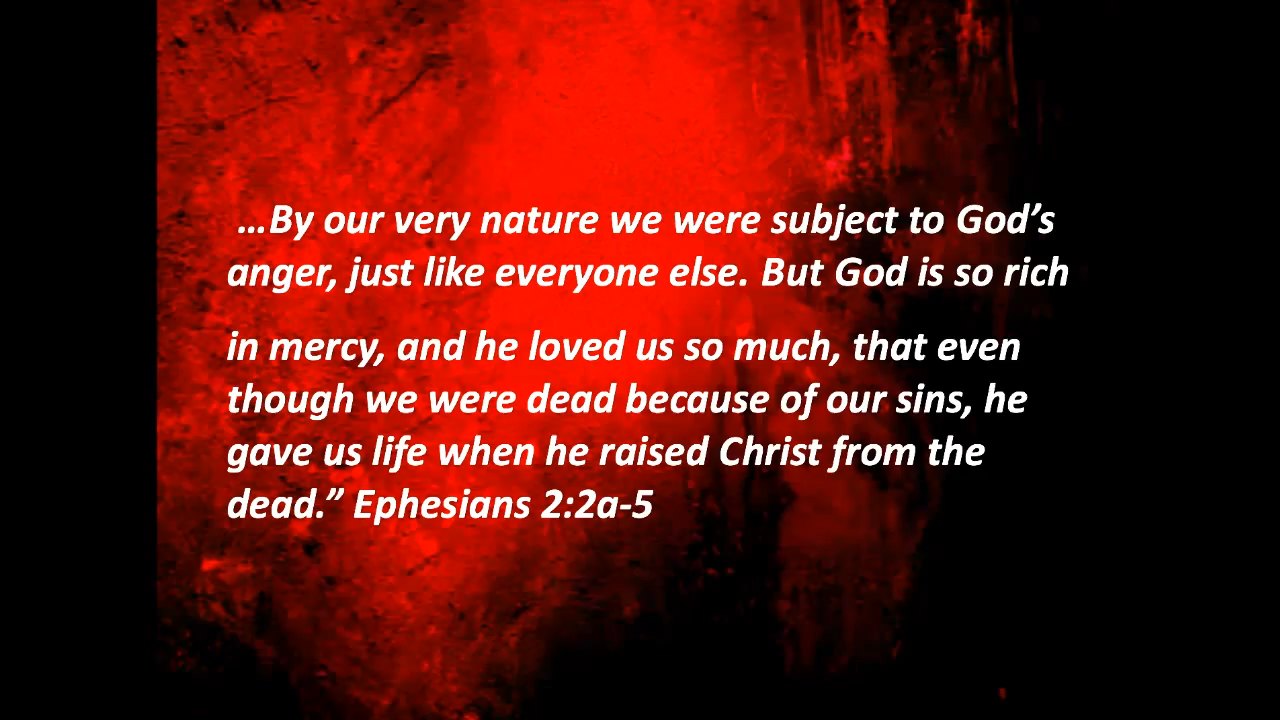 …By our very nature we were subject to God’s
anger, just like everyone else. But God is so rich
in mercy, and he loved us so much, that even
though we were dead because of our sins, he
gave us life when he raised Christ from the
dead.” Ephesians 2:2a-5